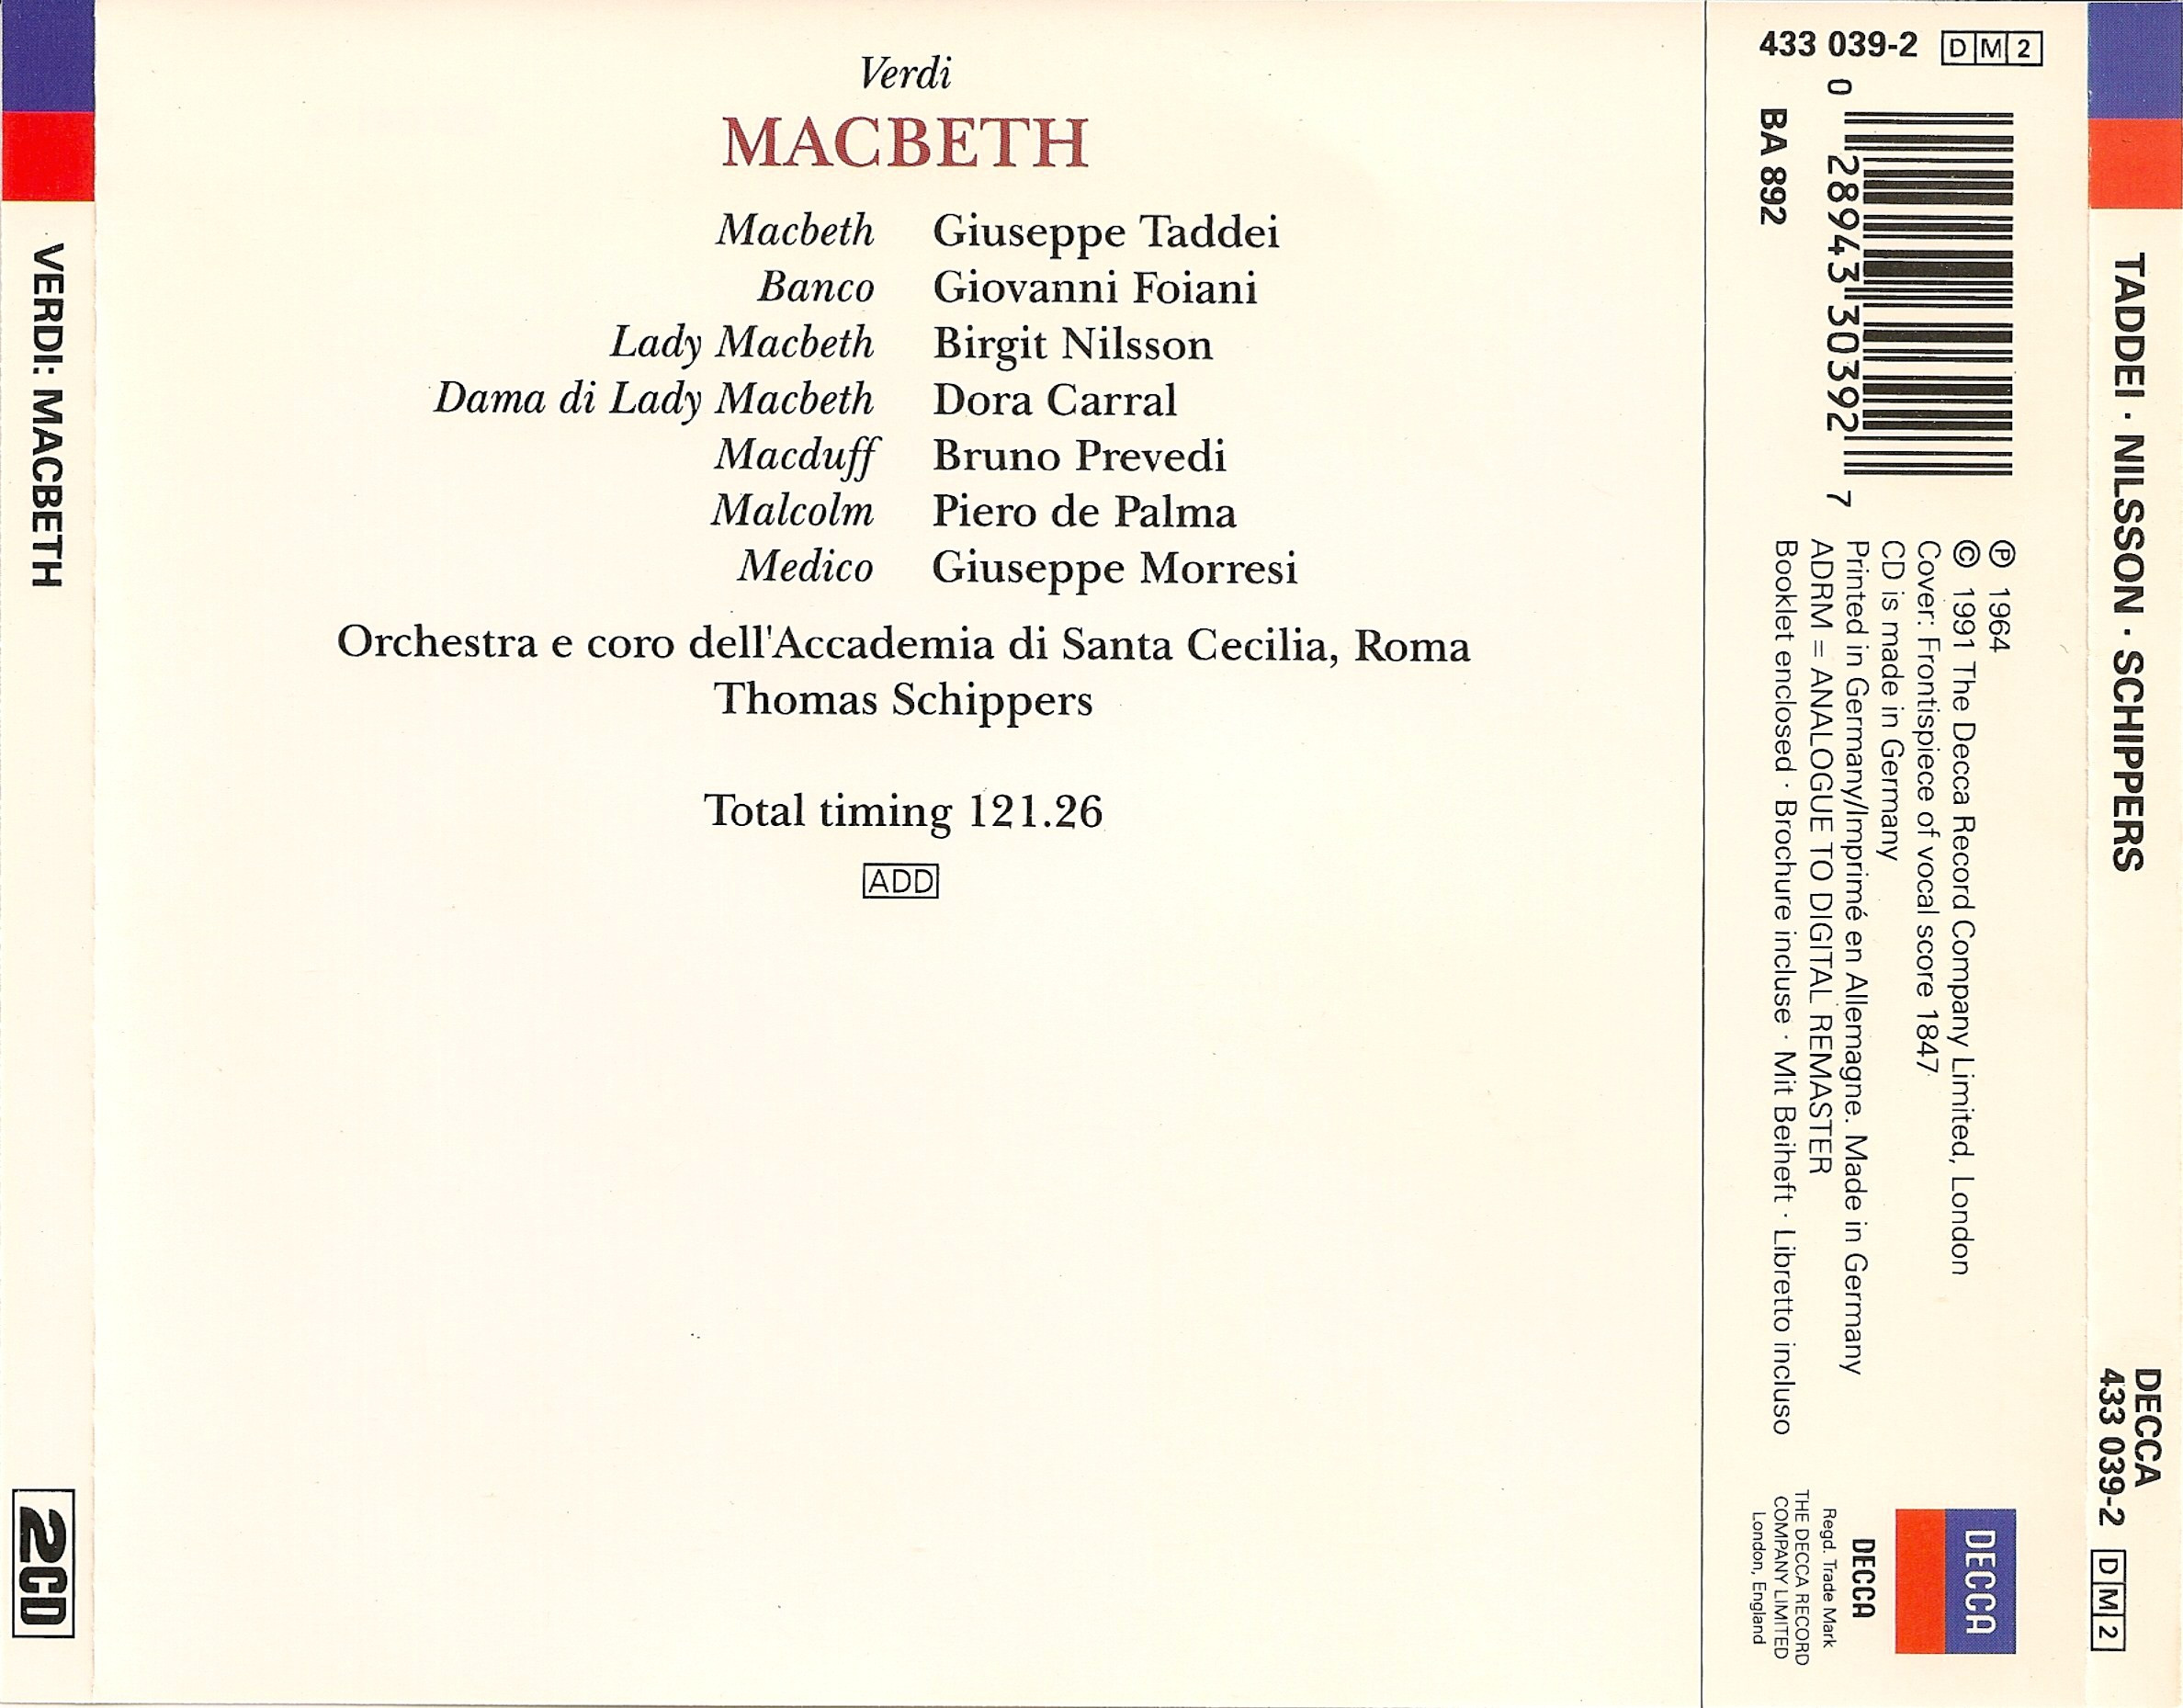 VERDI: MACBETH
2CD
Verdi
MACBETH
Macbeth Giuseppe Taddei
Banco Giovanni Foiani
Lady Macbeth Birgit Nilsson
Dama di Lady Macbeth Dora Carral
Macduff Bruno Prevedi
Malcolm Piero de Palma
Medico Giuseppe Morresi
Orchestra e coro dell'Accademia di Santa Cecilia, Roma
Thomas Schippers
Total timing 121.26
ADD
433 039-2 D M 2
0 28943 30392 7
BA 892
℗ 1964
© 1991 The Decca Record Company Limited, London
Cover: Frontispiece of vocal score 1847
CD is made in Germany
Printed in Germany/Imprimé en Allemagne. Made in Germany
ADRM = ANALOGUE TO DIGITAL REMASTER
Booklet enclosed · Brochure incluse · Mit Beiheft · Libretto incluso
DECCA
DECCA
Regd. Trade Mark
THE DECCA RECORD
COMPANY LIMITED
London, England
TADDEI · NILSSON · SCHIPPERS
DECCA
433 039-2 D M 2